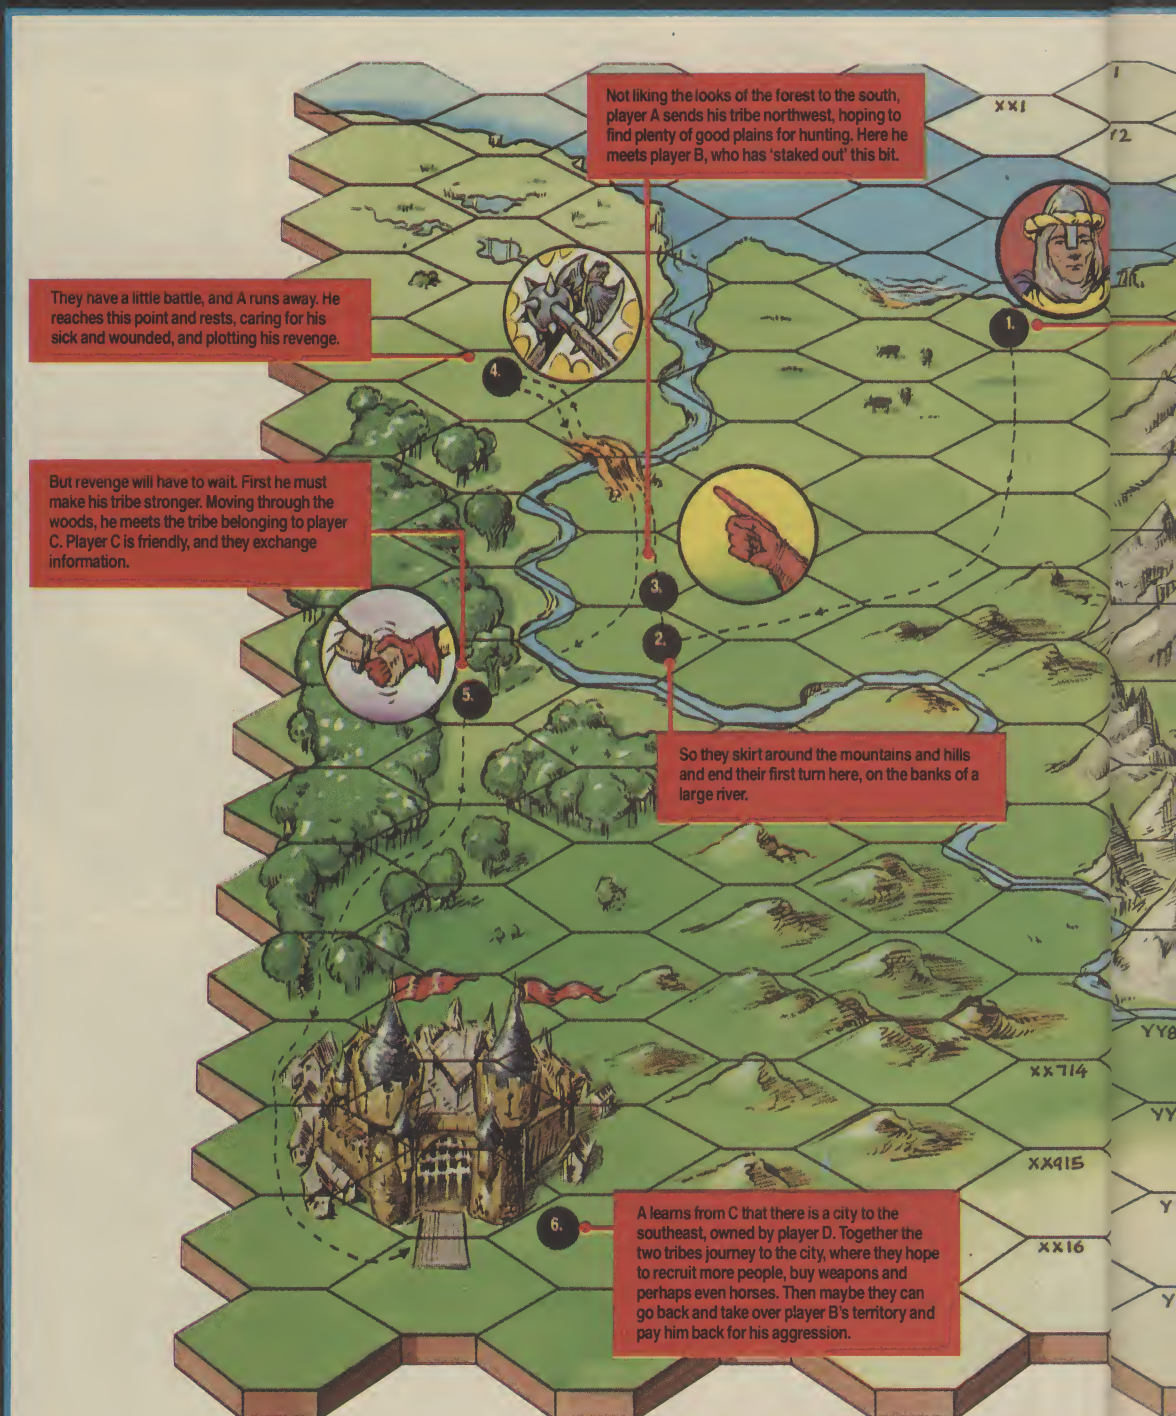 Not liking the looks of the forest to the south,
player A sends his tribe northwest, hoping to
find plenty of good plains for hunting. Here he
meets player B, who has 'staked out' this bit.
XX1
1
Y2
1.
They have a little battle, and A runs away. He
reaches this point and rests, caring for his
sick and wounded, and plotting his revenge.
4.
But revenge will have to wait. First he must
make his tribe stronger. Moving through the
woods, he meets the tribe belonging to player
C. Player C is friendly, and they exchange
information.
3.
2.
5.
So they skirt around the mountains and hills
and end their first turn here, on the banks of a
large river.
YY8
XX714
YY
XX915
Y
XX16
Y
6.
A learns from C that there is a city to the
southeast, owned by player D. Together the
two tribes journey to the city, where they hope
to recruit more people, buy weapons and
perhaps even horses. Then maybe they can
go back and take over player B's territory and
pay him back for his aggression.